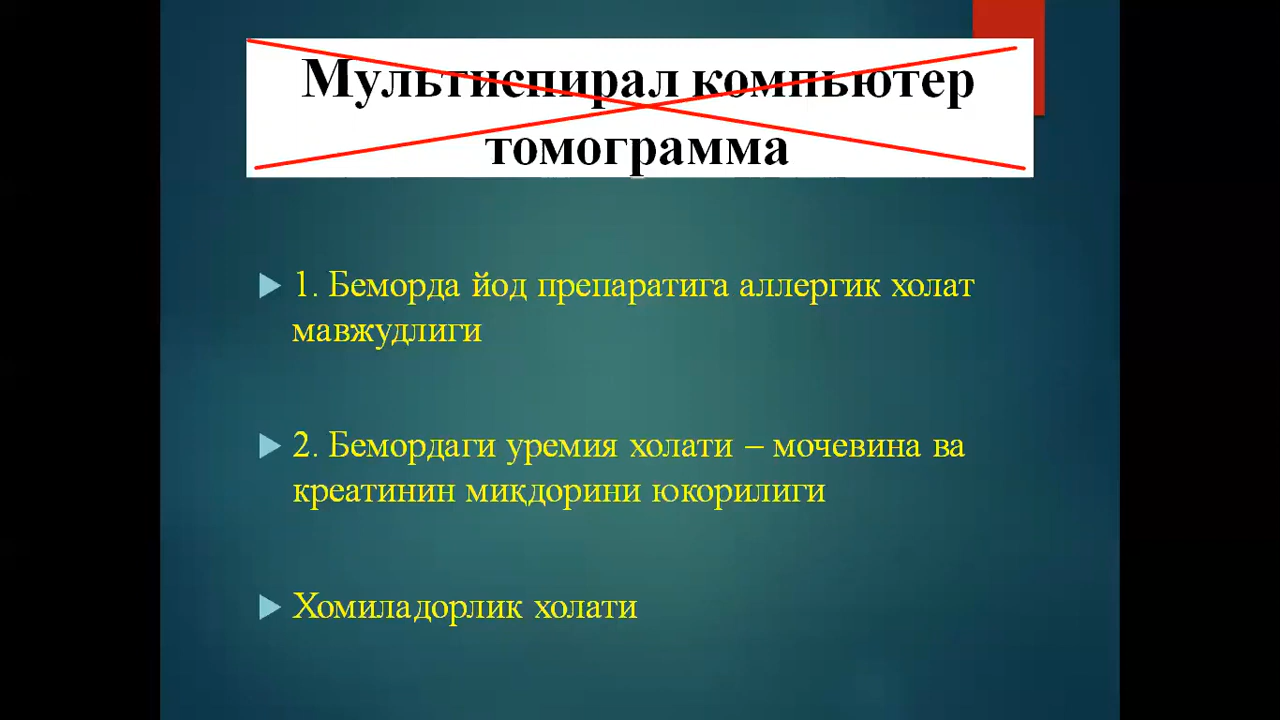 Мультиспирал компьютер
томограмма
1. Беморда йод препаратига аллергик холат
мавжудлиги
2. Бемордаги уремия холати – мочевина ва
креатинин миқдорини юкорилиги
Хомиладорлик холати